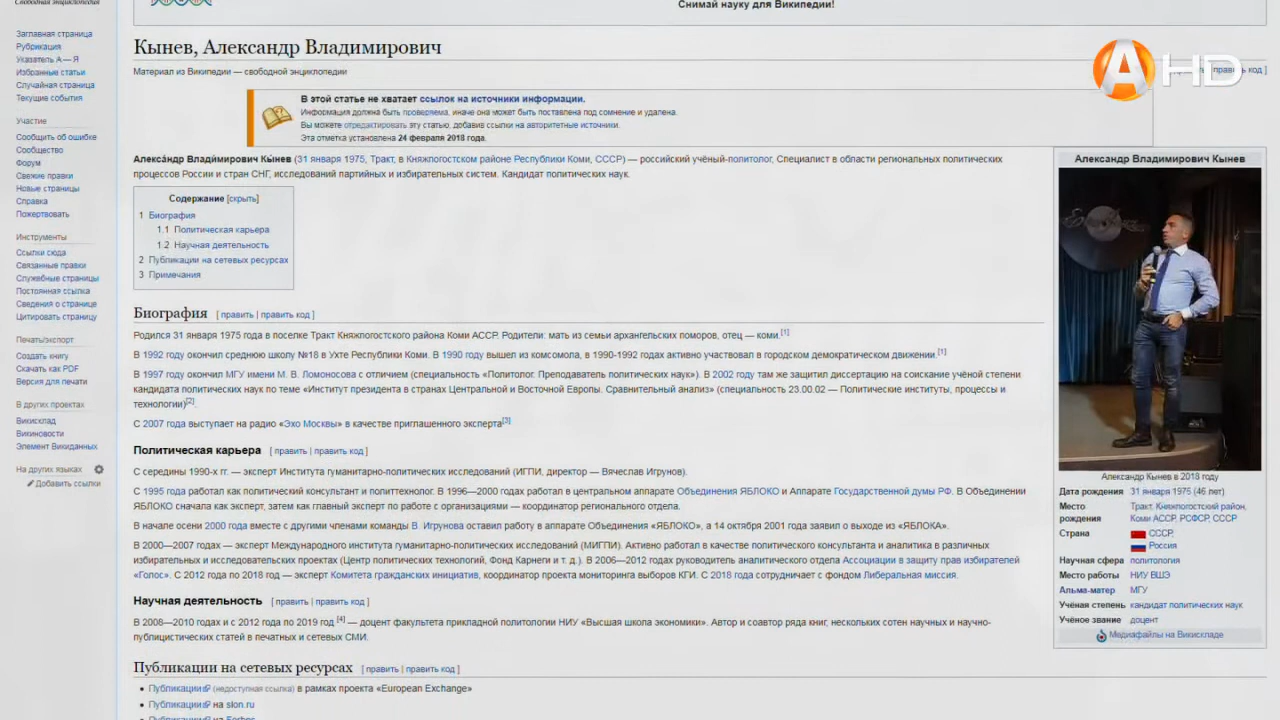 Свободная энциклопедия
Снимай науку для Википедии!
Заглавная страница
Рубрикация
Указатель А — Я
Избранные статьи
Случайная страница
Текущие события
Участие
Сообщить об ошибке
Сообщество
Форум
Свежие правки
Новые страницы
Справка
Пожертвовать
Инструменты
Ссылки сюда
Связанные правки
Служебные страницы
Постоянная ссылка
Сведения о странице
Цитировать страницу
Печать/экспорт
Создать книгу
Скачать как PDF
Версия для печати
В других проектах
Викисклад
Викиновости
Элемент Викиданных
На других языках
Добавить ссылки
Кынев, Александр Владимирович
Материал из Википедии — свободной энциклопедии
править код ]
А HD
В этой статье не хватает ссылок на источники информации.
Информация должна быть проверяема, иначе она может быть поставлена под сомнение и удалена.
Вы можете отредактировать эту статью, добавив ссылки на авторитетные источники.
Эта отметка установлена 24 февраля 2018 года.
Алекса́ндр Влади́мирович Кы́нев (31 января 1975, Тракт, в Княжпогостском районе Республики Коми, СССР) — российский учёный-политолог, Специалист в области региональных политических
процессов России и стран СНГ, исследований партийных и избирательных систем. Кандидат политических наук.
Содержание [скрыть]
1 Биография
1.1 Политическая карьера
1.2 Научная деятельность
2 Публикации на сетевых ресурсах
3 Примечания
Биография [ править | править код ]
Родился 31 января 1975 года в поселке Тракт Княжпогостского района Коми АССР. Родители: мать из семьи архангельских поморов, отец — коми.[1]
В 1992 году окончил среднюю школу №18 в Ухте Республики Коми. В 1990 году вышел из комсомола, в 1990-1992 годах активно участвовал в городском демократическом движении.[1]
В 1997 году окончил МГУ имени М. В. Ломоносова с отличием (специальность «Политолог. Преподаватель политических наук»). В 2002 году там же защитил диссертацию на соискание учёной степени
кандидата политических наук по теме «Институт президента в странах Центральной и Восточной Европы. Сравнительный анализ» (специальность 23.00.02 — Политические институты, процессы и
технологии)[2].
С 2007 года выступает на радио «Эхо Москвы» в качестве приглашенного эксперта[3]
Политическая карьера [ править | править код ]
С середины 1990-х гг. — эксперт Института гуманитарно-политических исследований (ИГПИ, директор — Вячеслав Игрунов).
С 1995 года работал как политический консультант и политтехнолог. В 1996—2000 годах работал в центральном аппарате Объединения ЯБЛОКО и Аппарате Государственной думы РФ. В Объединении
ЯБЛОКО сначала как эксперт, затем как главный эксперт по работе с организациями — координатор регионального отдела.
В начале осени 2000 года вместе с другими членами команды В. Игрунова оставил работу в аппарате Объединения «ЯБЛОКО», а 14 октября 2001 года заявил о выходе из «ЯБЛОКА».
В 2000—2007 годах — эксперт Международного института гуманитарно-политических исследований (МИГПИ). Активно работал в качестве политического консультанта и аналитика в различных
избирательных и исследовательских проектах (Центр политических технологий, Фонд Карнеги и т. д.). В 2006—2012 годах руководитель аналитического отдела Ассоциации в защиту прав избирателей
«Голос». С 2012 года по 2018 год — эксперт Комитета гражданских инициатив, координатор проекта мониторинга выборов КГИ. С 2018 года сотрудничает с фондом Либеральная миссия.
Научная деятельность [ править | править код ]
В 2008—2010 годах и с 2012 года по 2019 год [4] — доцент факультета прикладной политологии НИУ «Высшая школа экономики». Автор и соавтор ряда книг, нескольких сотен научных и научно-
публицистических статей в печатных и сетевых СМИ.
Публикации на сетевых ресурсах [ править | править код ]
• Публикации (недоступная ссылка) в рамках проекта «European Exchange»
• Публикации на slon.ru
• Публикации на Forbes
Александр Владимирович Кынев
Александр Кынев в 2018 году
Дата рождения 31 января 1975 (46 лет)
Место рождения Тракт, Княжпогостский район, Коми АССР, РСФСР, СССР
Страна СССР
Россия
Научная сфера политология
Место работы НИУ ВШЭ
Альма-матер МГУ
Учёная степень кандидат политических наук
Учёное звание доцент
Медиафайлы на Викискладе